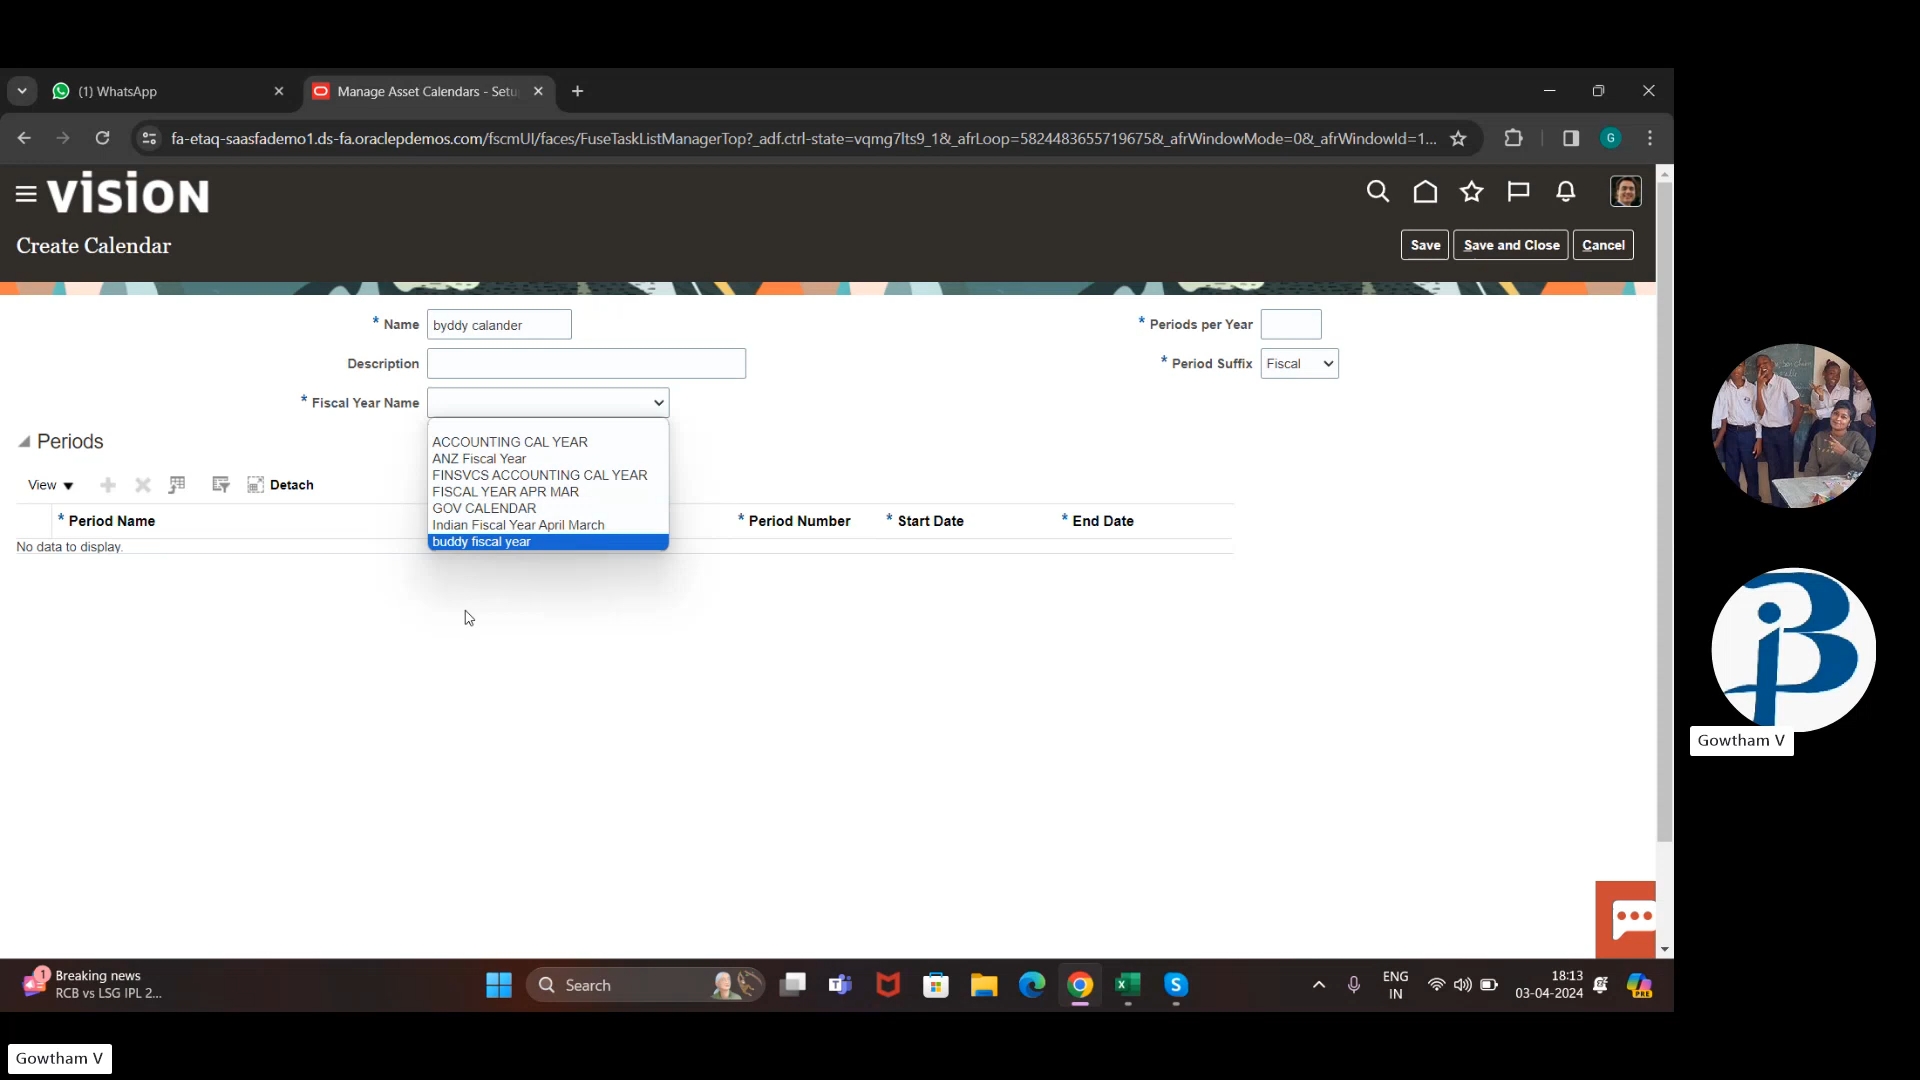 (1) WhatsApp
Manage Asset Calendars - Setu
fa-etaq-saasfademo1.ds-fa.oraclepdemos.com/fscmUI/faces/FuseTaskListManagerTop?_adf.ctrl-state=vqmg7lts9_1&_afrLoop=5824483655719675&_afrWindowMode=0&_afrWindowId=1...
G
vision
Create Calendar
Save
Save and Close
Cancel
* Name
byddy calander
* Periods per Year
Description
* Period Suffix
Fiscal
* Fiscal Year Name
ACCOUNTING CAL YEAR
ANZ Fiscal Year
FINSVCS ACCOUNTING CAL YEAR
FISCAL YEAR APR MAR
GOV CALENDAR
Indian Fiscal Year April March
buddy fiscal year
Periods
View
Detach
* Period Name
* Period Number
* Start Date
* End Date
No data to display.
Gowtham V
1
Breaking news
RCB vs LSG IPL 2...
Search
ENG
IN
18:13
03-04-2024
PRE
Gowtham V